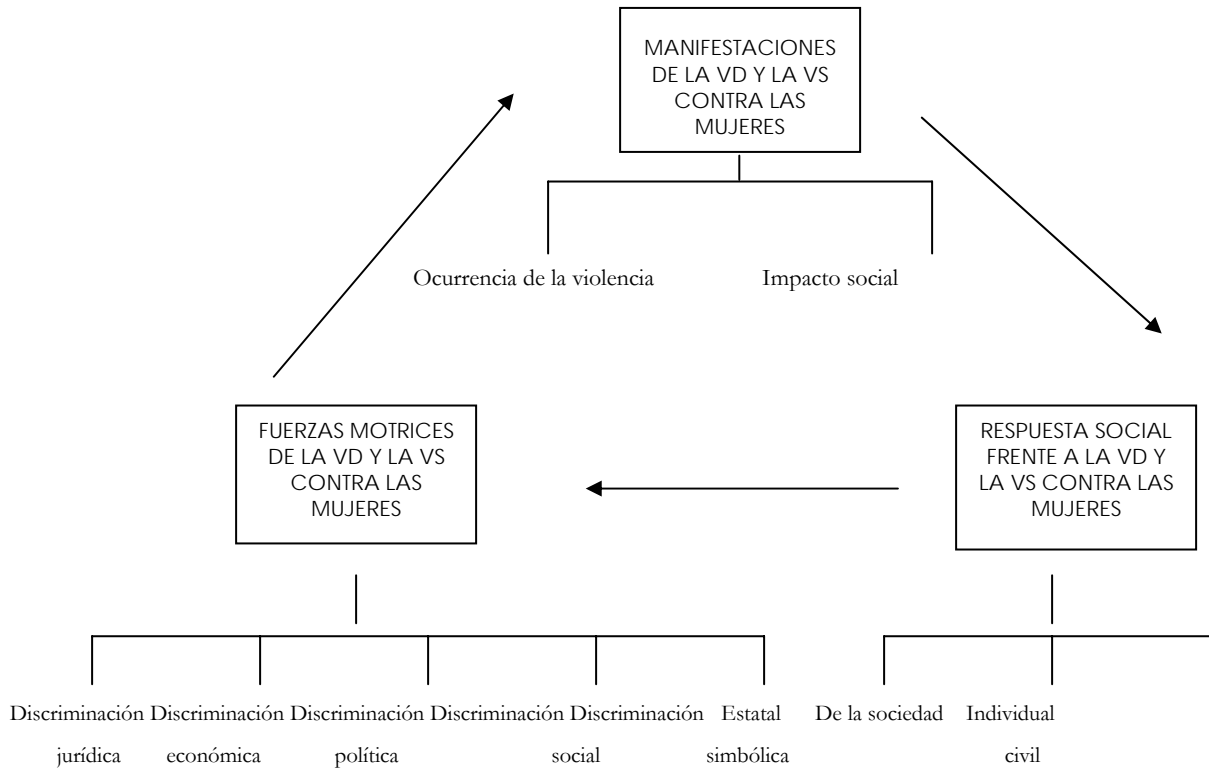 MANIFESTACIONES
DE LA VD Y LA VS
CONTRA LAS
MUJERES
Ocurrencia de la violencia
Impacto social
FUERZAS MOTRICES
DE LA VD Y LA VS
CONTRA LAS
MUJERES
RESPUESTA SOCIAL
FRENTE A LA VD Y
LA VS CONTRA LAS
MUJERES
Discriminación Discriminación Discriminación Discriminación Discriminación Estatal De la sociedad Individual
jurídica económica política social simbólica civil